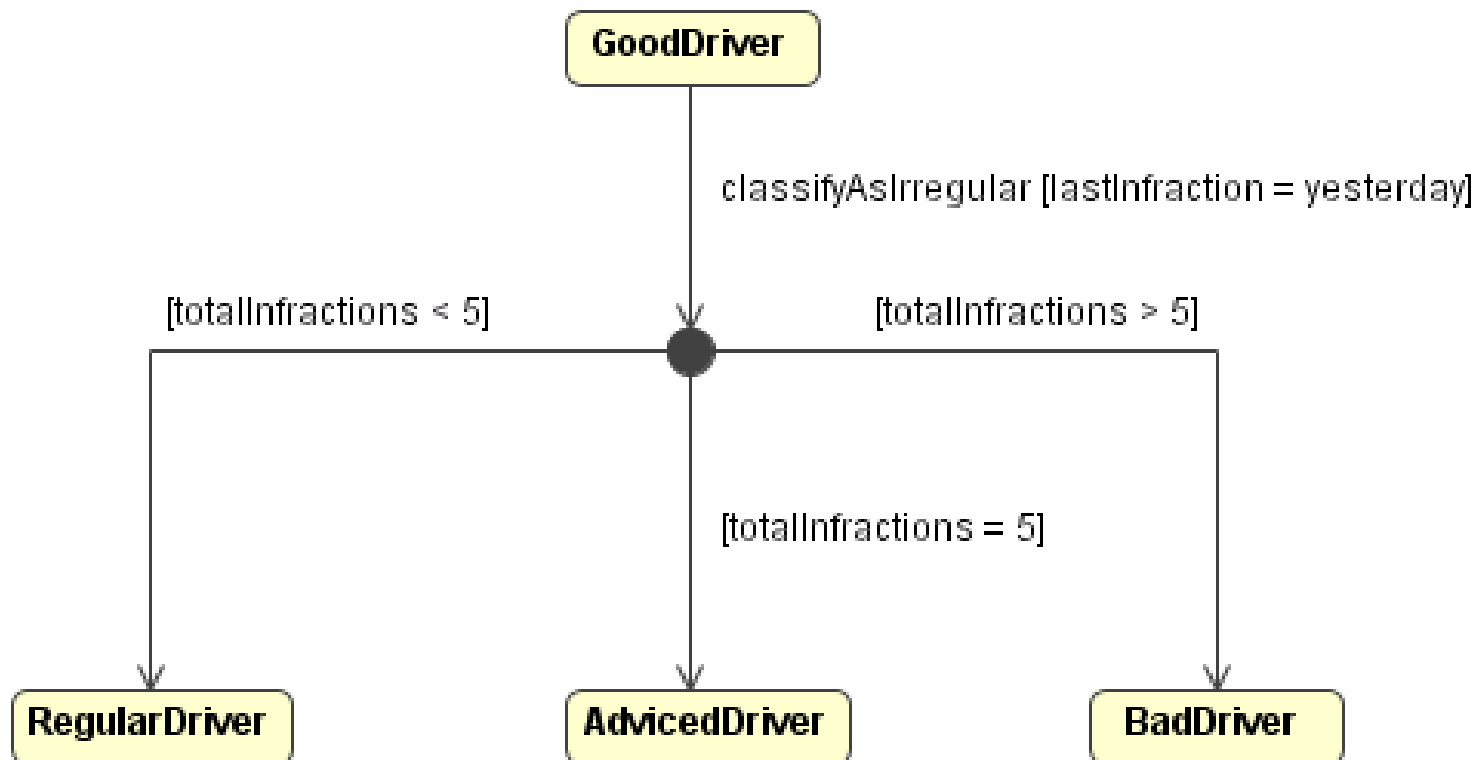 GoodDriver
classifyAsIrregular [lastInfraction = yesterday]
[totalInfractions < 5]
[totalInfractions > 5]
[totalInfractions = 5]
RegularDriver
AdvicedDriver
BadDriver